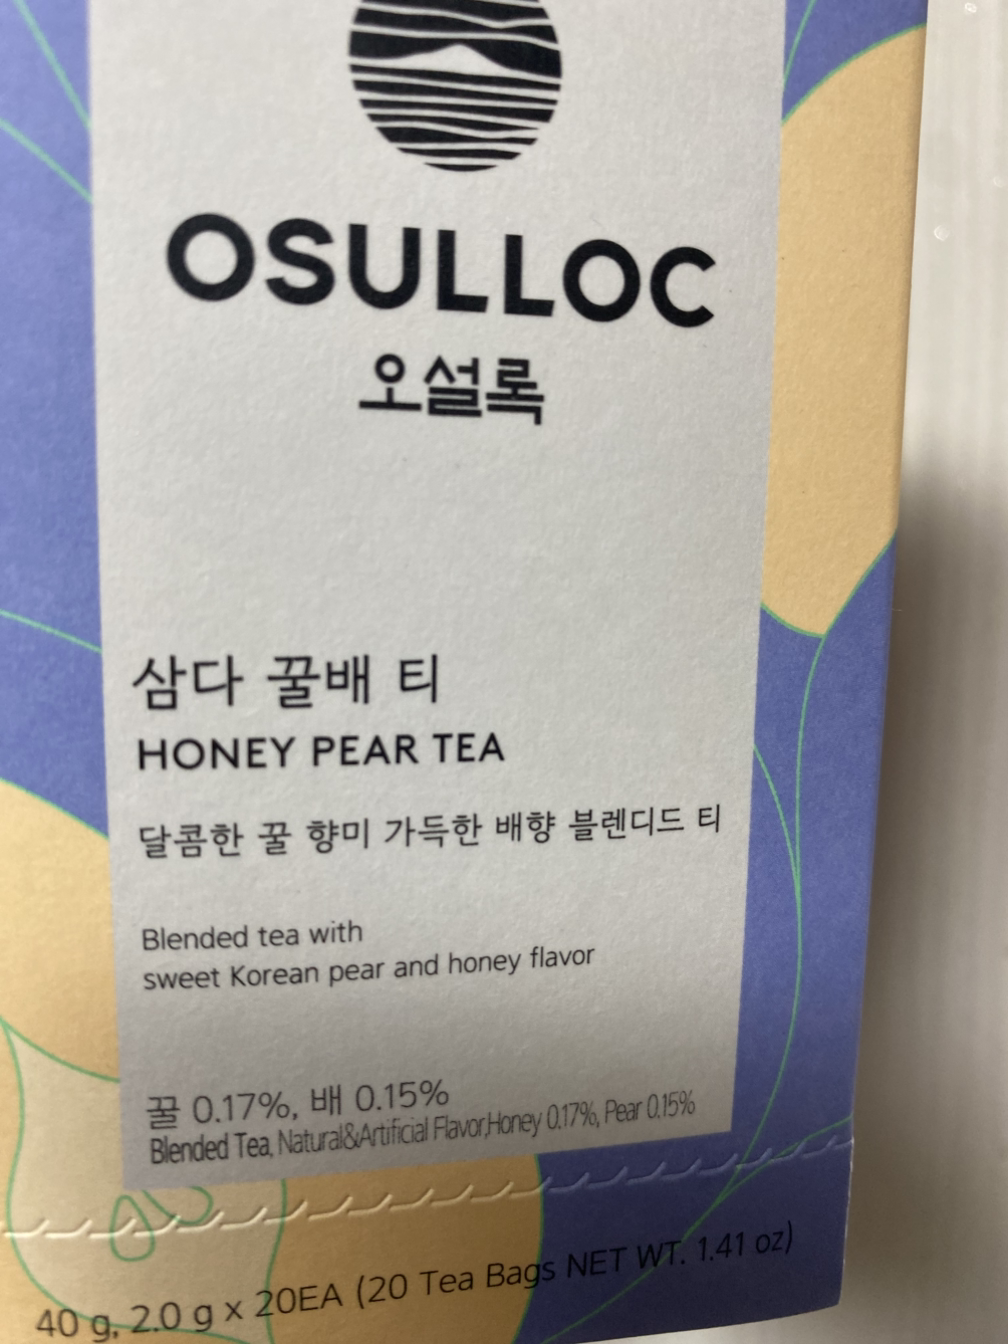 OSULLOC
오설록
삼다 꿀배 티
HONEY PEAR TEA
달콤한 꿀 향미 가득한 배향 블렌디드 티
Blended tea with
sweet Korean pear and honey flavor
꿀 0.17%, 배 0.15%
Blended Tea, Natural&Artificial Flavor,Honey 0.17%, Pear 0.15%
40 g, 2.0 g x 20EA (20 Tea Bags NET WT. 1.41 oz)